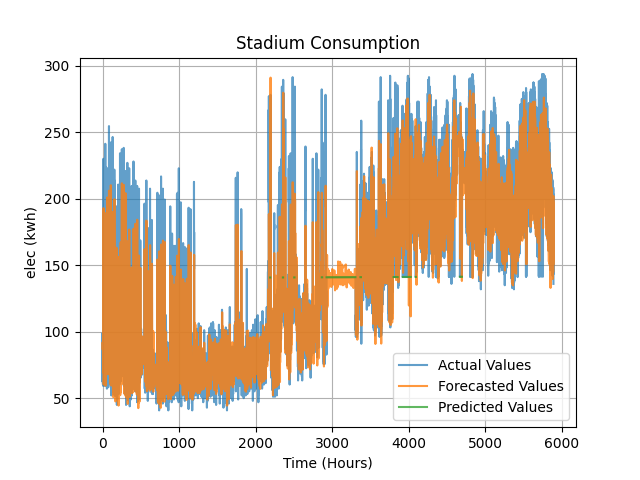 Stadium Consumption
elec (kwh)
300
250
200
150
100
50
0 1000 2000 3000 4000 5000 6000
Time (Hours)
Actual Values
Forecasted Values
Predicted Values